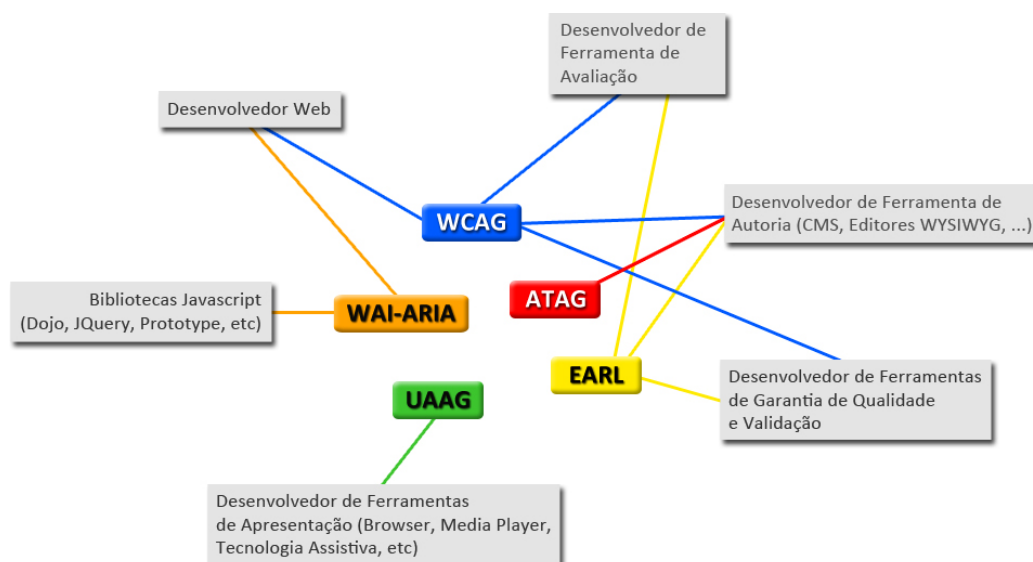 Desenvolvedor de
Ferramenta de
Avaliação
Desenvolvedor Web
WCAG
Desenvolvedor de Ferramenta de
Autoria (CMS, Editores WYSIWYG, ...)
Bibliotecas Javascript
(Dojo, JQuery, Prototype, etc)
WAI-ARIA
ATAG
EARL
UAAG
Desenvolvedor de Ferramentas
de Garantia de Qualidade
e Validação
Desenvolvedor de Ferramentas
de Apresentação (Browser, Media Player,
Tecnologia Assistiva, etc)